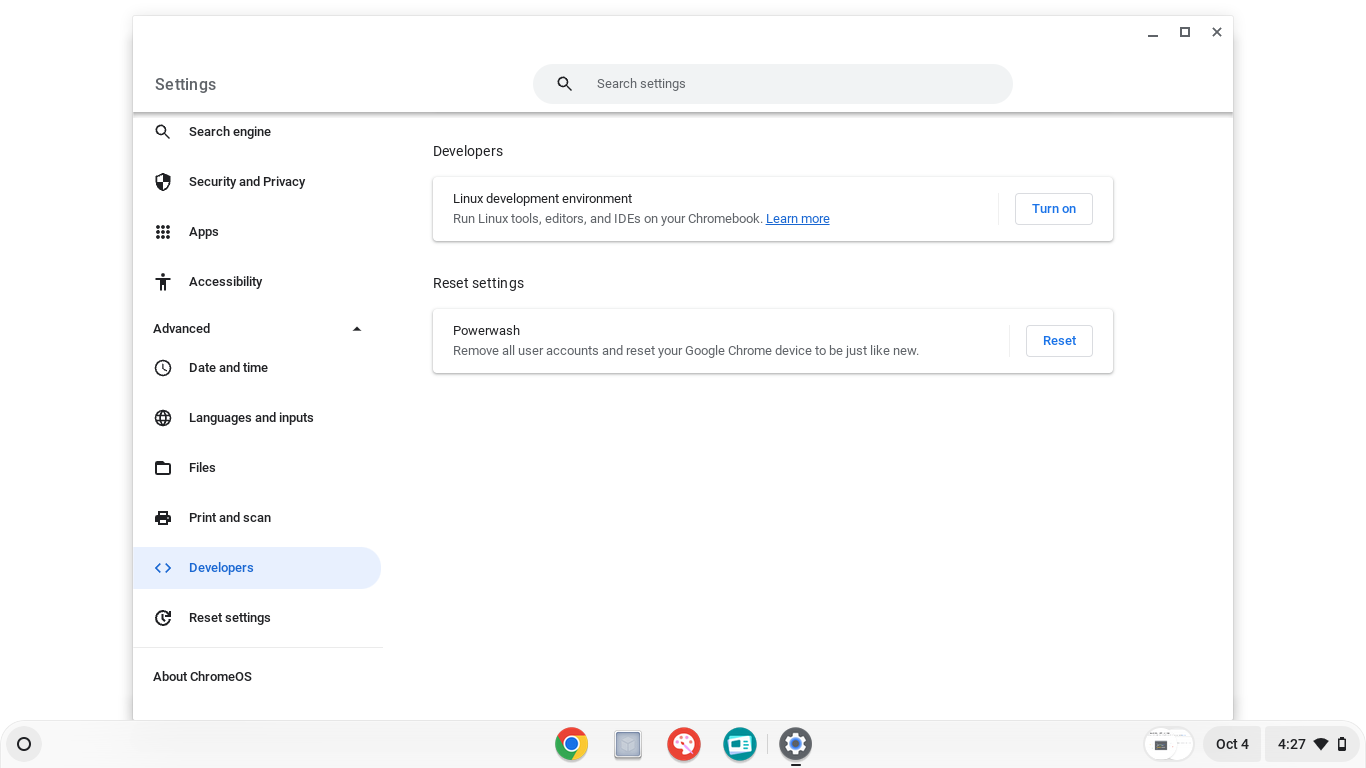 Settings
Search settings
Search engine
Security and Privacy
Apps
Accessibility
Advanced
Date and time
Languages and inputs
Files
Print and scan
Developers
Reset settings
About ChromeOS
Developers
Linux development environment
Run Linux tools, editors, and IDEs on your Chromebook. Learn more
Turn on
Reset settings
Powerwash
Remove all user accounts and reset your Google Chrome device to be just like new.
Reset
Oct 4
4:27